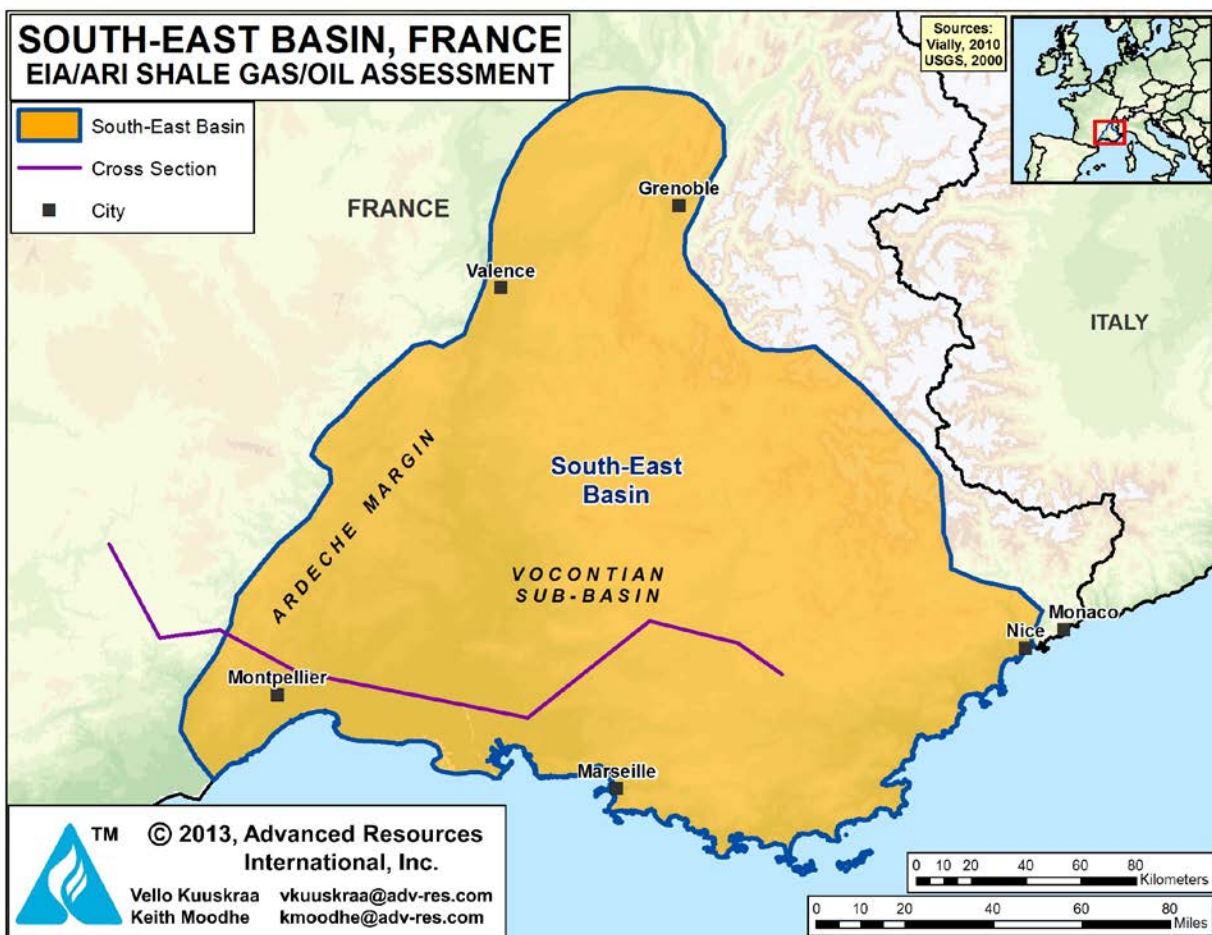 SOUTH-EAST BASIN, FRANCE
EIA/ARI SHALE GAS/OIL ASSESSMENT
South-East Basin
Cross Section
City
Sources:
Vially, 2010
USGS, 2000
FRANCE
Grenoble
Valence
ITALY
ARDECHE MARGIN
South-East
Basin
VOCONTIAN
SUB-BASIN
Monaco
Nice
Montpellier
Marseille
TM
© 2013, Advanced Resources
International, Inc.
Vello Kuuskraa vkuuskraa@adv-res.com
Keith Moodhe kmoodhe@adv-res.com
0 10 20 40 60 80
Kilometers
0 10 20 40 60 80
Miles